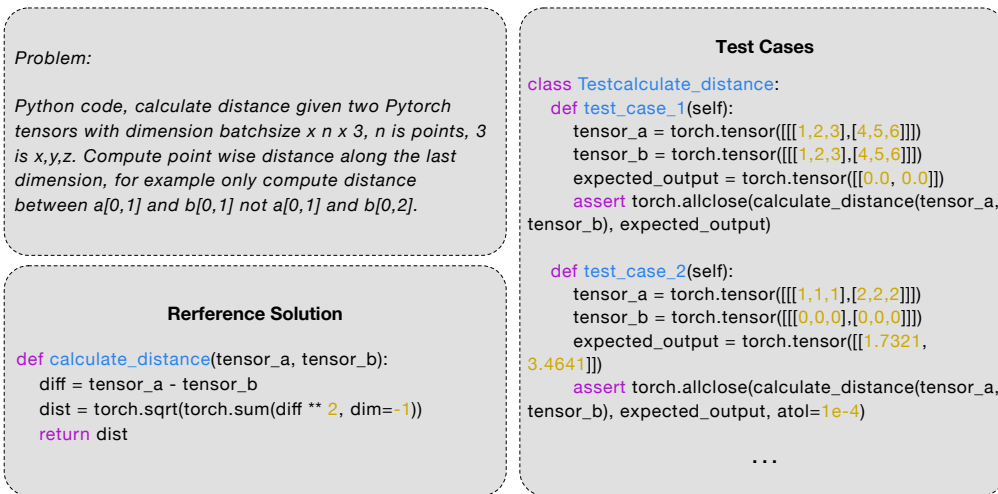 Problem:
Python code, calculate distance given two Pytorch
tensors with dimension batchsize x n x 3, n is points, 3
is x,y,z. Compute point wise distance along the last
dimension, for example only compute distance
between a[0,1] and b[0,1] not a[0,1] and b[0,2].
Rerference Solution
def calculate_distance(tensor_a, tensor_b):
diff = tensor_a - tensor_b
dist = torch.sqrt(torch.sum(diff ** 2, dim=-1))
return dist
Test Cases
class Testcalculate_distance:
def test_case_1(self):
tensor_a = torch.tensor([[[1,2,3],[4,5,6]]])
tensor_b = torch.tensor([[[1,2,3],[4,5,6]]])
expected_output = torch.tensor([[0.0, 0.0]])
assert torch.allclose(calculate_distance(tensor_a,
tensor_b), expected_output)
def test_case_2(self):
tensor_a = torch.tensor([[[1,1,1],[2,2,2]]])
tensor_b = torch.tensor([[[0,0,0],[0,0,0]]])
expected_output = torch.tensor([[1.7321,
3.4641]])
assert torch.allclose(calculate_distance(tensor_a,
tensor_b), expected_output, atol=1e-4)
...